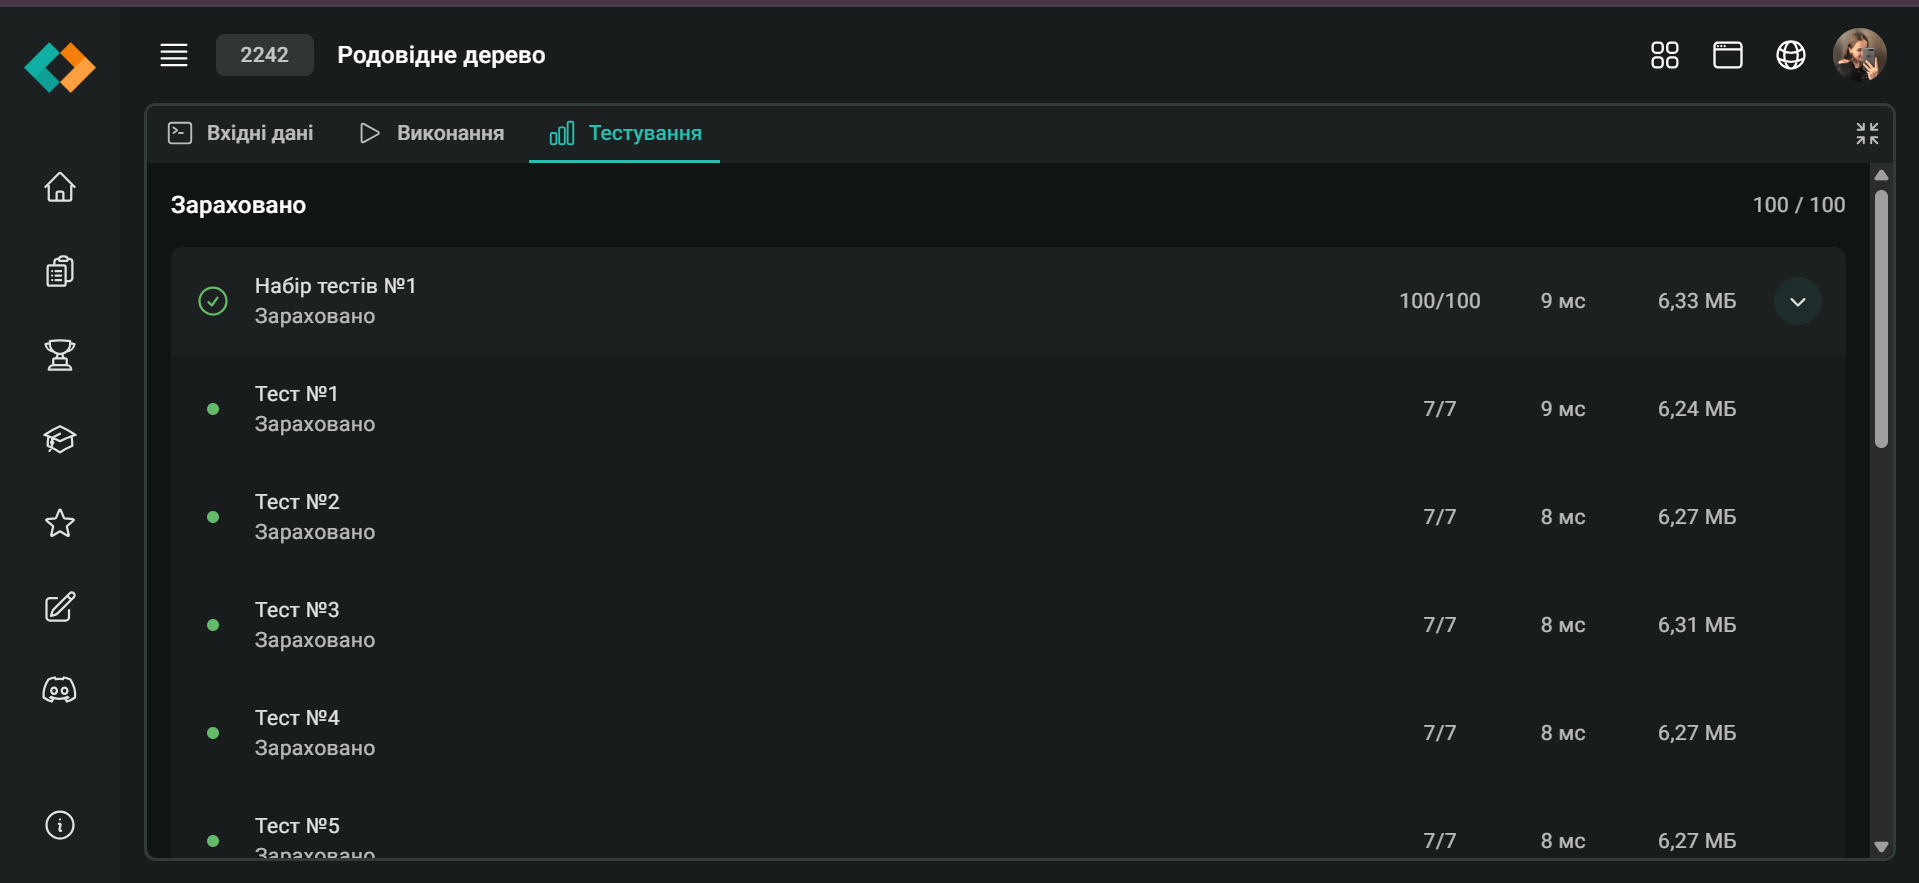 2242 Родовідне дерево
Вхідні дані Виконання Тестування
Зараховано 100 / 100
Набір тестів №1
Зараховано
100/100 9 мс 6,33 МБ
Тест №1
Зараховано
7/7 9 мс 6,24 МБ
Тест №2
Зараховано
7/7 8 мс 6,27 МБ
Тест №3
Зараховано
7/7 8 мс 6,31 МБ
Тест №4
Зараховано
7/7 8 мс 6,27 МБ
Тест №5
Зараховано
7/7 8 мс 6,27 МБ